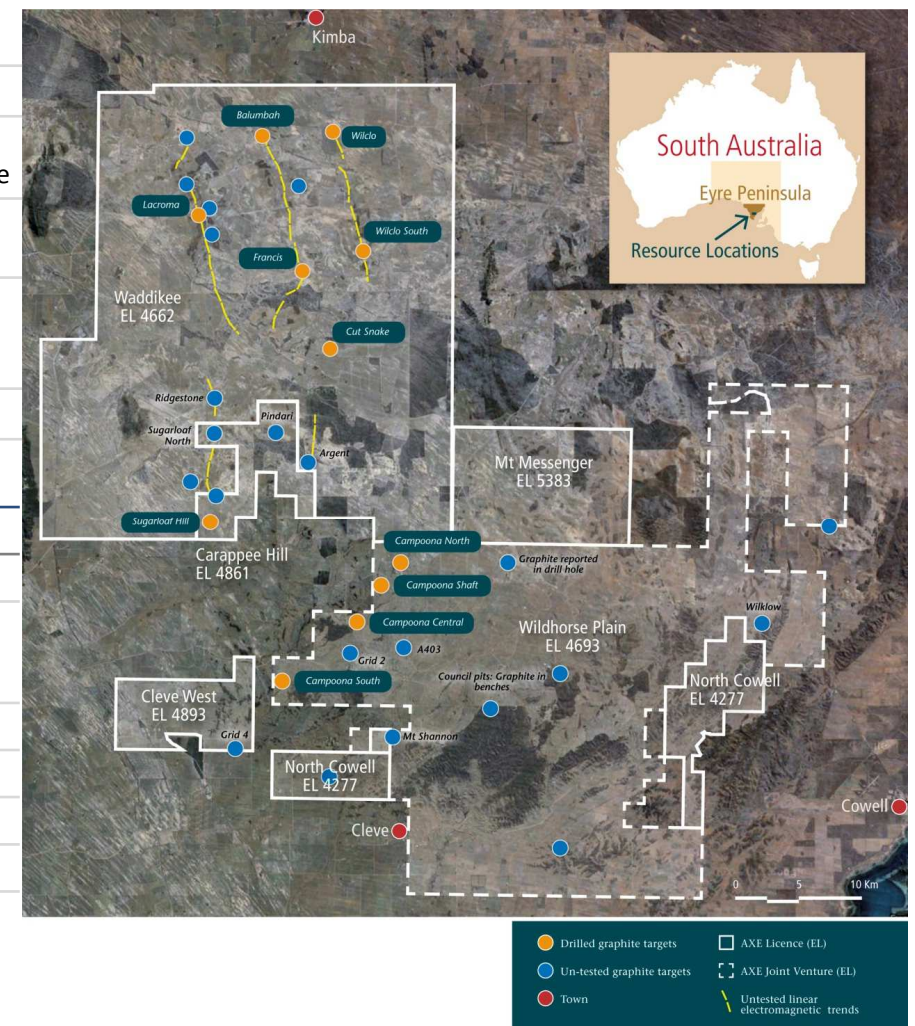 Kimba
Balumbah
Wilclo
e
South Australia
Eyre Peninsula
Resource Locations
Lacroma
Wilclo South
Francis
Waddikee
EL 4662
Cut Snake
Ridgestone
Pindari
Sugarloaf
North
Argent
Mt Messenger
EL 5383
Sugarloaf Hill
Campoona North
Carappee Hill
EL 4861
Graphite reported
in drill hole
Campoona Shaft
Wilklow
Campoona Central
Wildhorse Plain
EL 4693
A403
Grid 2
Council pits: Graphite in
benches
Campoona South
North Cowell
EL 4277
Cleve West
EL 4893
Grid 4
Mt Shannon
North Cowell
EL 4277
Cowell
Cleve
0 5 10 Km
Drilled graphite targets
AXE Licence (EL)
Un-tested graphite targets
AXE Joint Venture (EL)
Town
Untested linear
electromagnetic trends